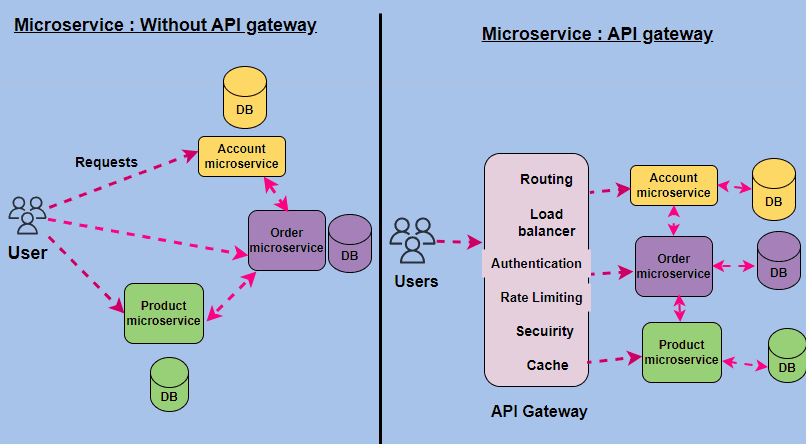 Microservice : Without API gateway
DB
Account
microservice
Requests
User
Order
microservice
DB
Product
microservice
DB
Microservice : API gateway
Users
Routing
Load
balancer
Authentication
Rate Limiting
Secuirity
Cache
API Gateway
Account
microservice
DB
Order
microservice
DB
Product
microservice
DB